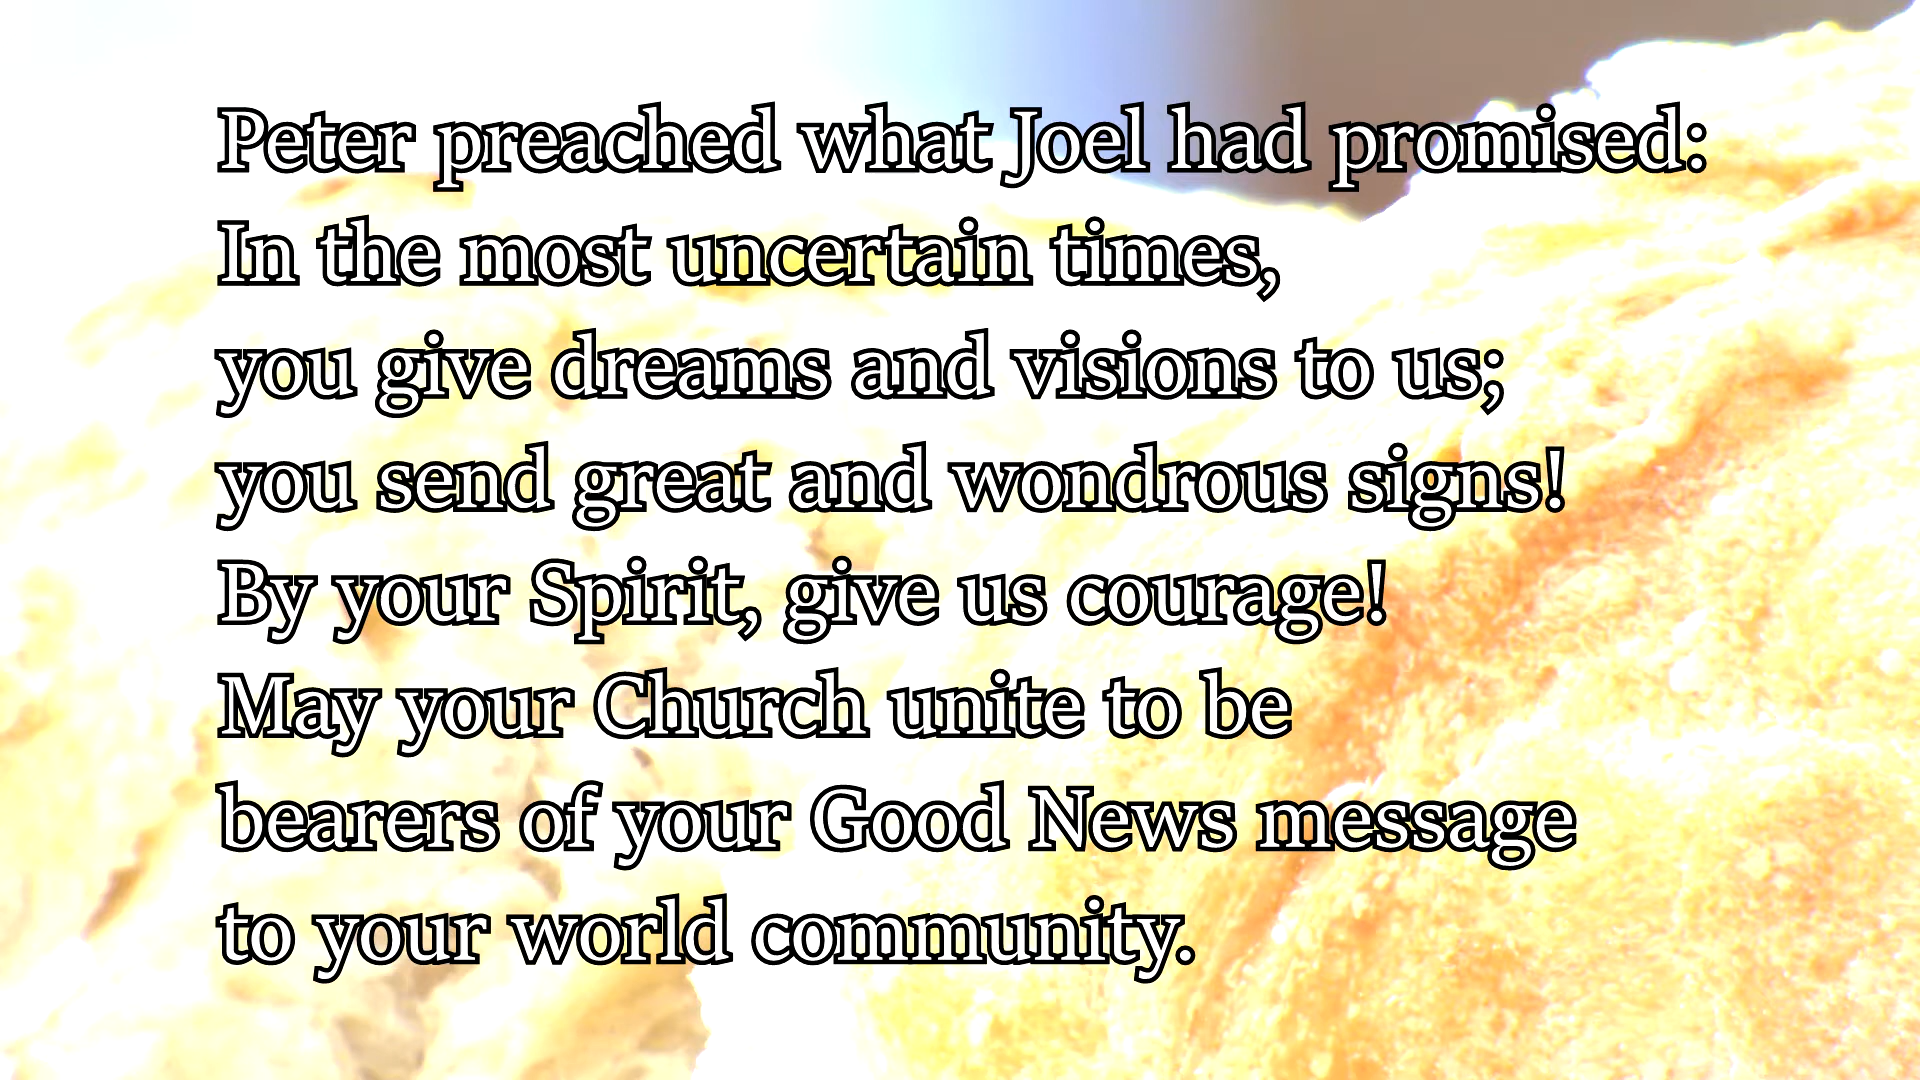 Peter preached what Joel had promised:
In the most uncertain times,
you give dreams and visions to us;
you send great and wondrous signs!
By your Spirit, give us courage!
May your Church unite to be
bearers of your Good News message
to your world community.